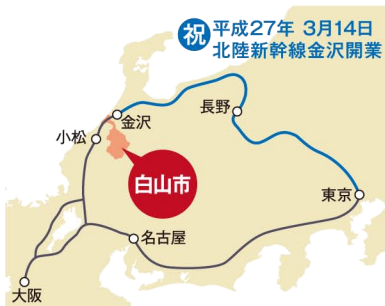 祝 平成27年 3月14日
北陸新幹線金沢開業
金沢
長野
小松
白山市
東京
名古屋
大阪